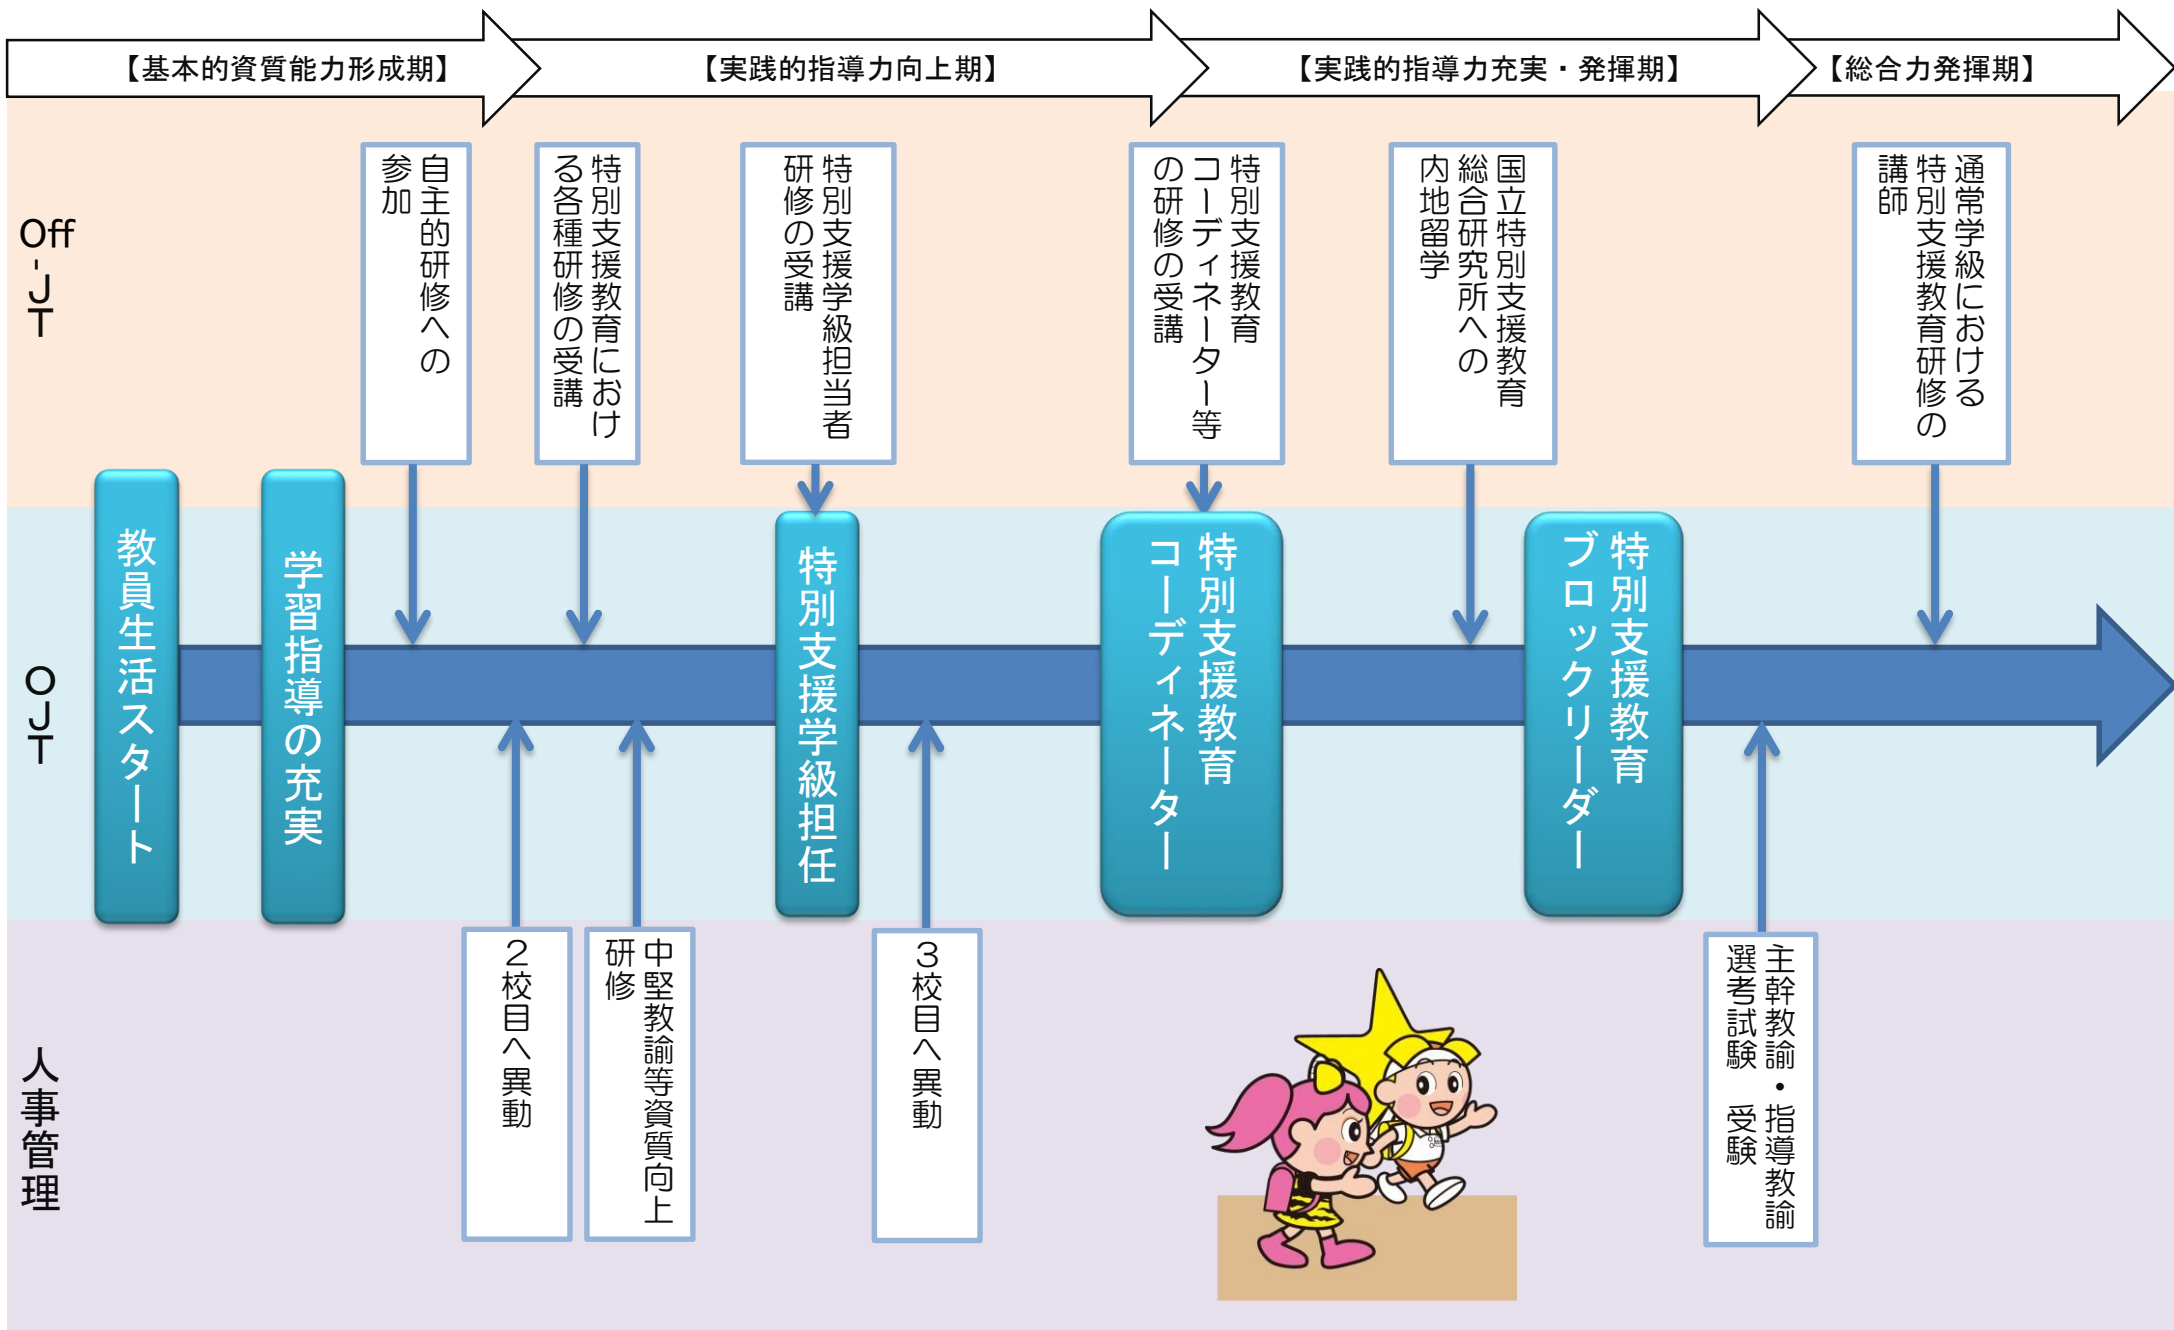 【基本的資質能力形成期】
【実践的指導力向上期】
【実践的指導力充実・発揮期】
【総合力発揮期】
Off-JT
自主的研修への
参加
特別支援教育におけ
る各種研修の受講
特別支援学級担当者
研修の受講
特別支援教育
コーディネーター等
の研修の受講
国立特別支援教育
総合研究所への
内地留学
通常学級における
特別支援教育研修の
講師
OJT
教員生活スタート
学習指導の充実
特別支援学級担任
特別支援教育
コーディネーター
特別支援教育
ブロックリーダー
人事管理
２校目へ異動
中堅教諭等資質向上
研修
３校目へ異動
主幹教諭・指導教諭
選考試験　受験